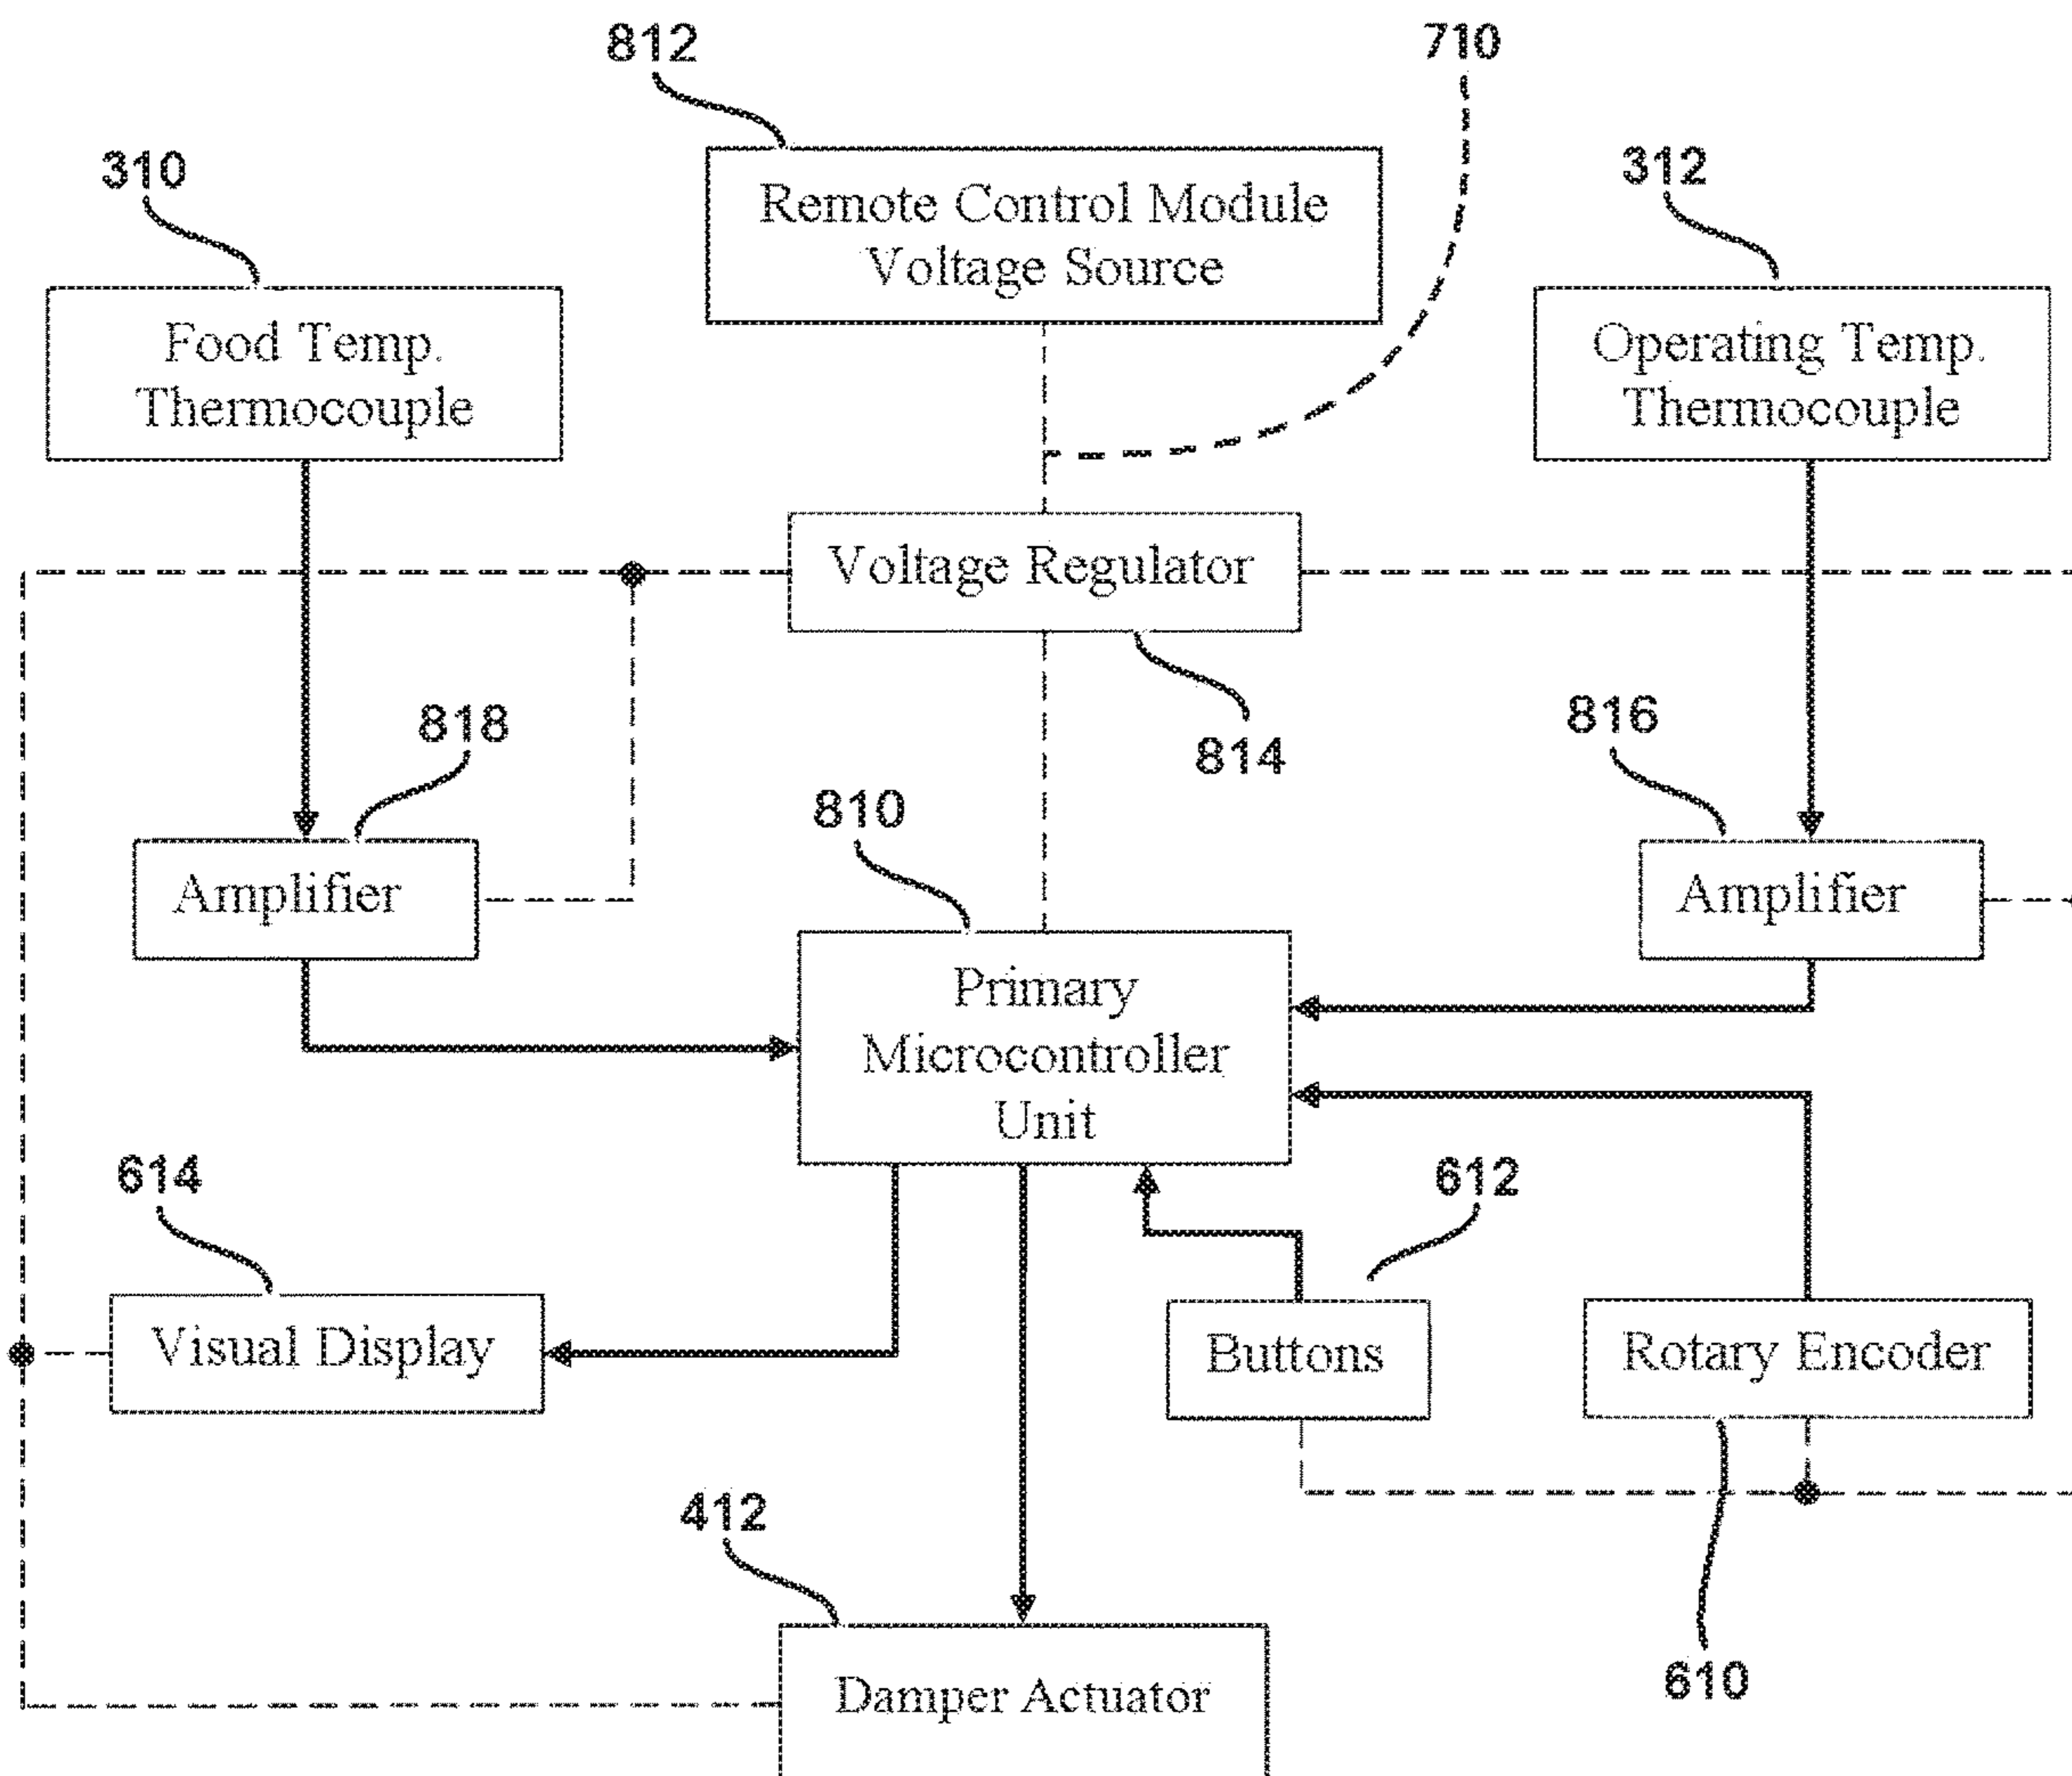 812
710
310
Remote Control Module
Voltage Source
312
Food Temp.
Thermocouple
Operating Temp.
Thermocouple
Voltage Regulator
818
814
816
810
Amplifier
Amplifier
Primary
Microcontroller
Unit
614
612
Visual Display
Buttons
Rotary Encoder
412
610
Damper Actuator